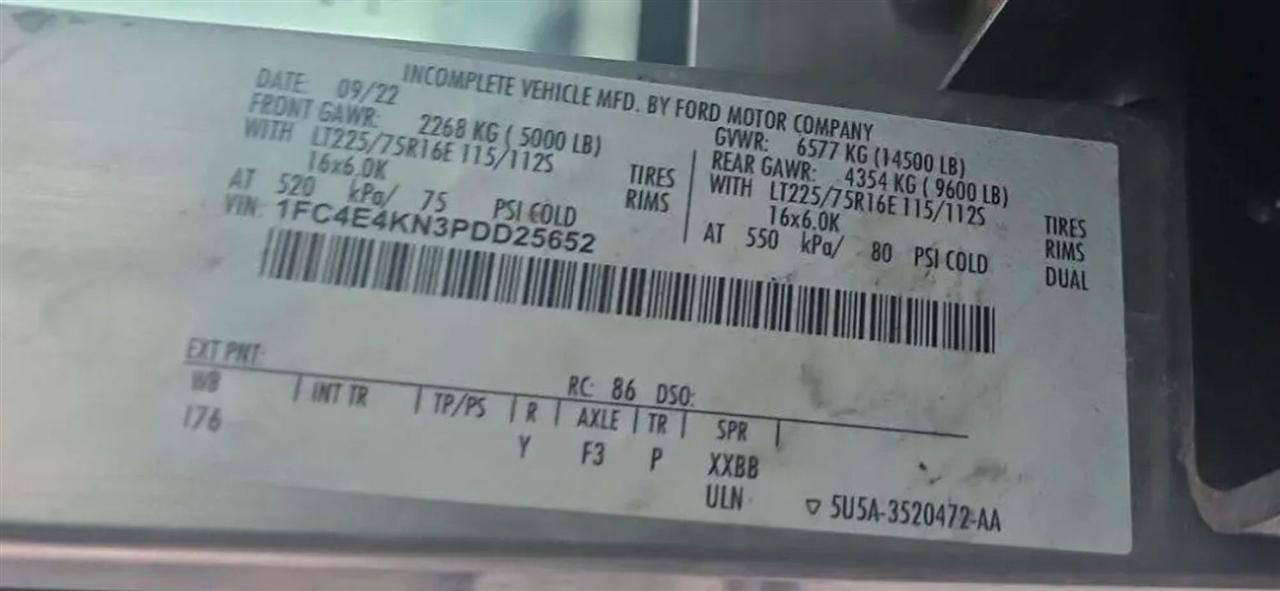 INCOMPLETE VEHICLE MFD. BY FORD MOTOR COMPANY
DATE: 09/22
FRONT GAWR: 2268 KG ( 5000 LB)
WITH LT225/75R16E 115/112S TIRES
16x6.0K RIMS
AT 520 kPa/ 75 PSI COLD
GVWR: 6577 KG (14500 LB)
REAR GAWR: 4354 KG ( 9600 LB)
WITH LT225/75R16E 115/112S TIRES
16x6.0K RIMS
AT 550 kPa/ 80 PSI COLD DUAL
VIN: 1FC4E4KN3PDD25652
EXT PNT: RC: 86 DSO:
WB | INT TR | TP/PS | R | AXLE | TR | SPR |
176 Y F3 P XXBB
ULN ▽ 5U5A-3520472-AA